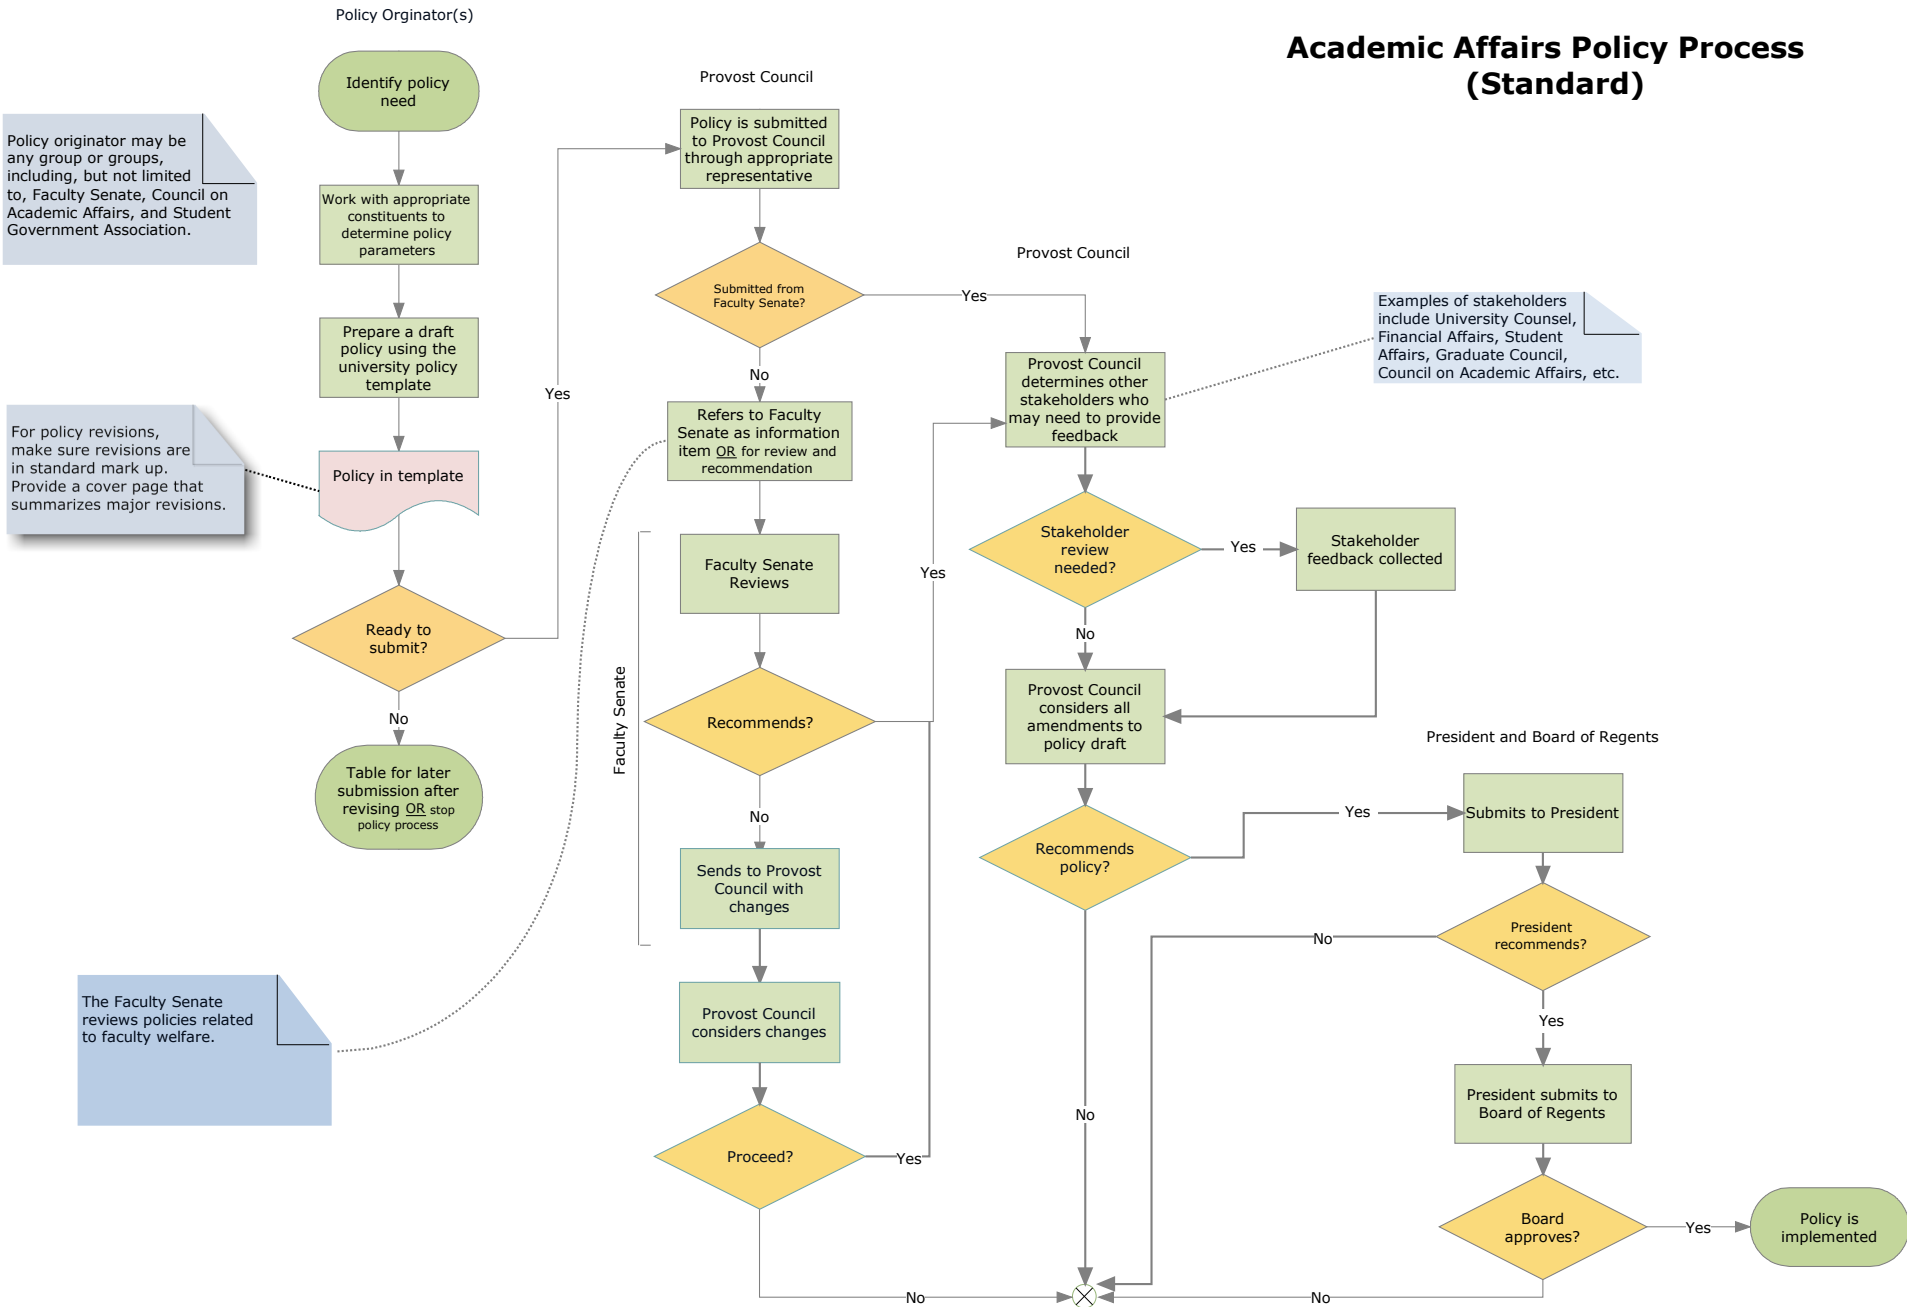 Policy Orginator(s)
Academic Affairs Policy Process
(Standard)
Identify policy
need
Policy originator may be
any group or groups,
including, but not limited
to, Faculty Senate, Council on
Academic Affairs, and Student
Government Association.
Work with appropriate
constituents to
determine policy
parameters
Prepare a draft
policy using the
university policy
template
For policy revisions,
make sure revisions are
in standard mark up.
Provide a cover page that
summarizes major revisions.
Policy in template
Ready to
submit?
Yes
No
Table for later
submission after
revising OR stop
policy process
Provost Council
Policy is submitted
to Provost Council
through appropriate
representative
Submitted from
Faculty Senate?
Yes
No
Refers to Faculty
Senate as information
item OR for review and
recommendation
The Faculty Senate
reviews policies related
to faculty welfare.
Faculty Senate
Faculty Senate
Reviews
Recommends?
Yes
No
Sends to Provost
Council with
changes
Provost Council
considers changes
Proceed?
Yes
No
Provost Council
Provost Council
determines other
stakeholders who
may need to provide
feedback
Examples of stakeholders
include University Counsel,
Financial Affairs, Student
Affairs, Graduate Council,
Council on Academic Affairs, etc.
Stakeholder
review
needed?
Yes
Stakeholder
feedback collected
No
Provost Council
considers all
amendments to
policy draft
Recommends
policy?
Yes
No
President and Board of Regents
Submits to President
President
recommends?
No
Yes
President submits to
Board of Regents
Board
approves?
Yes
Policy is
implemented
No